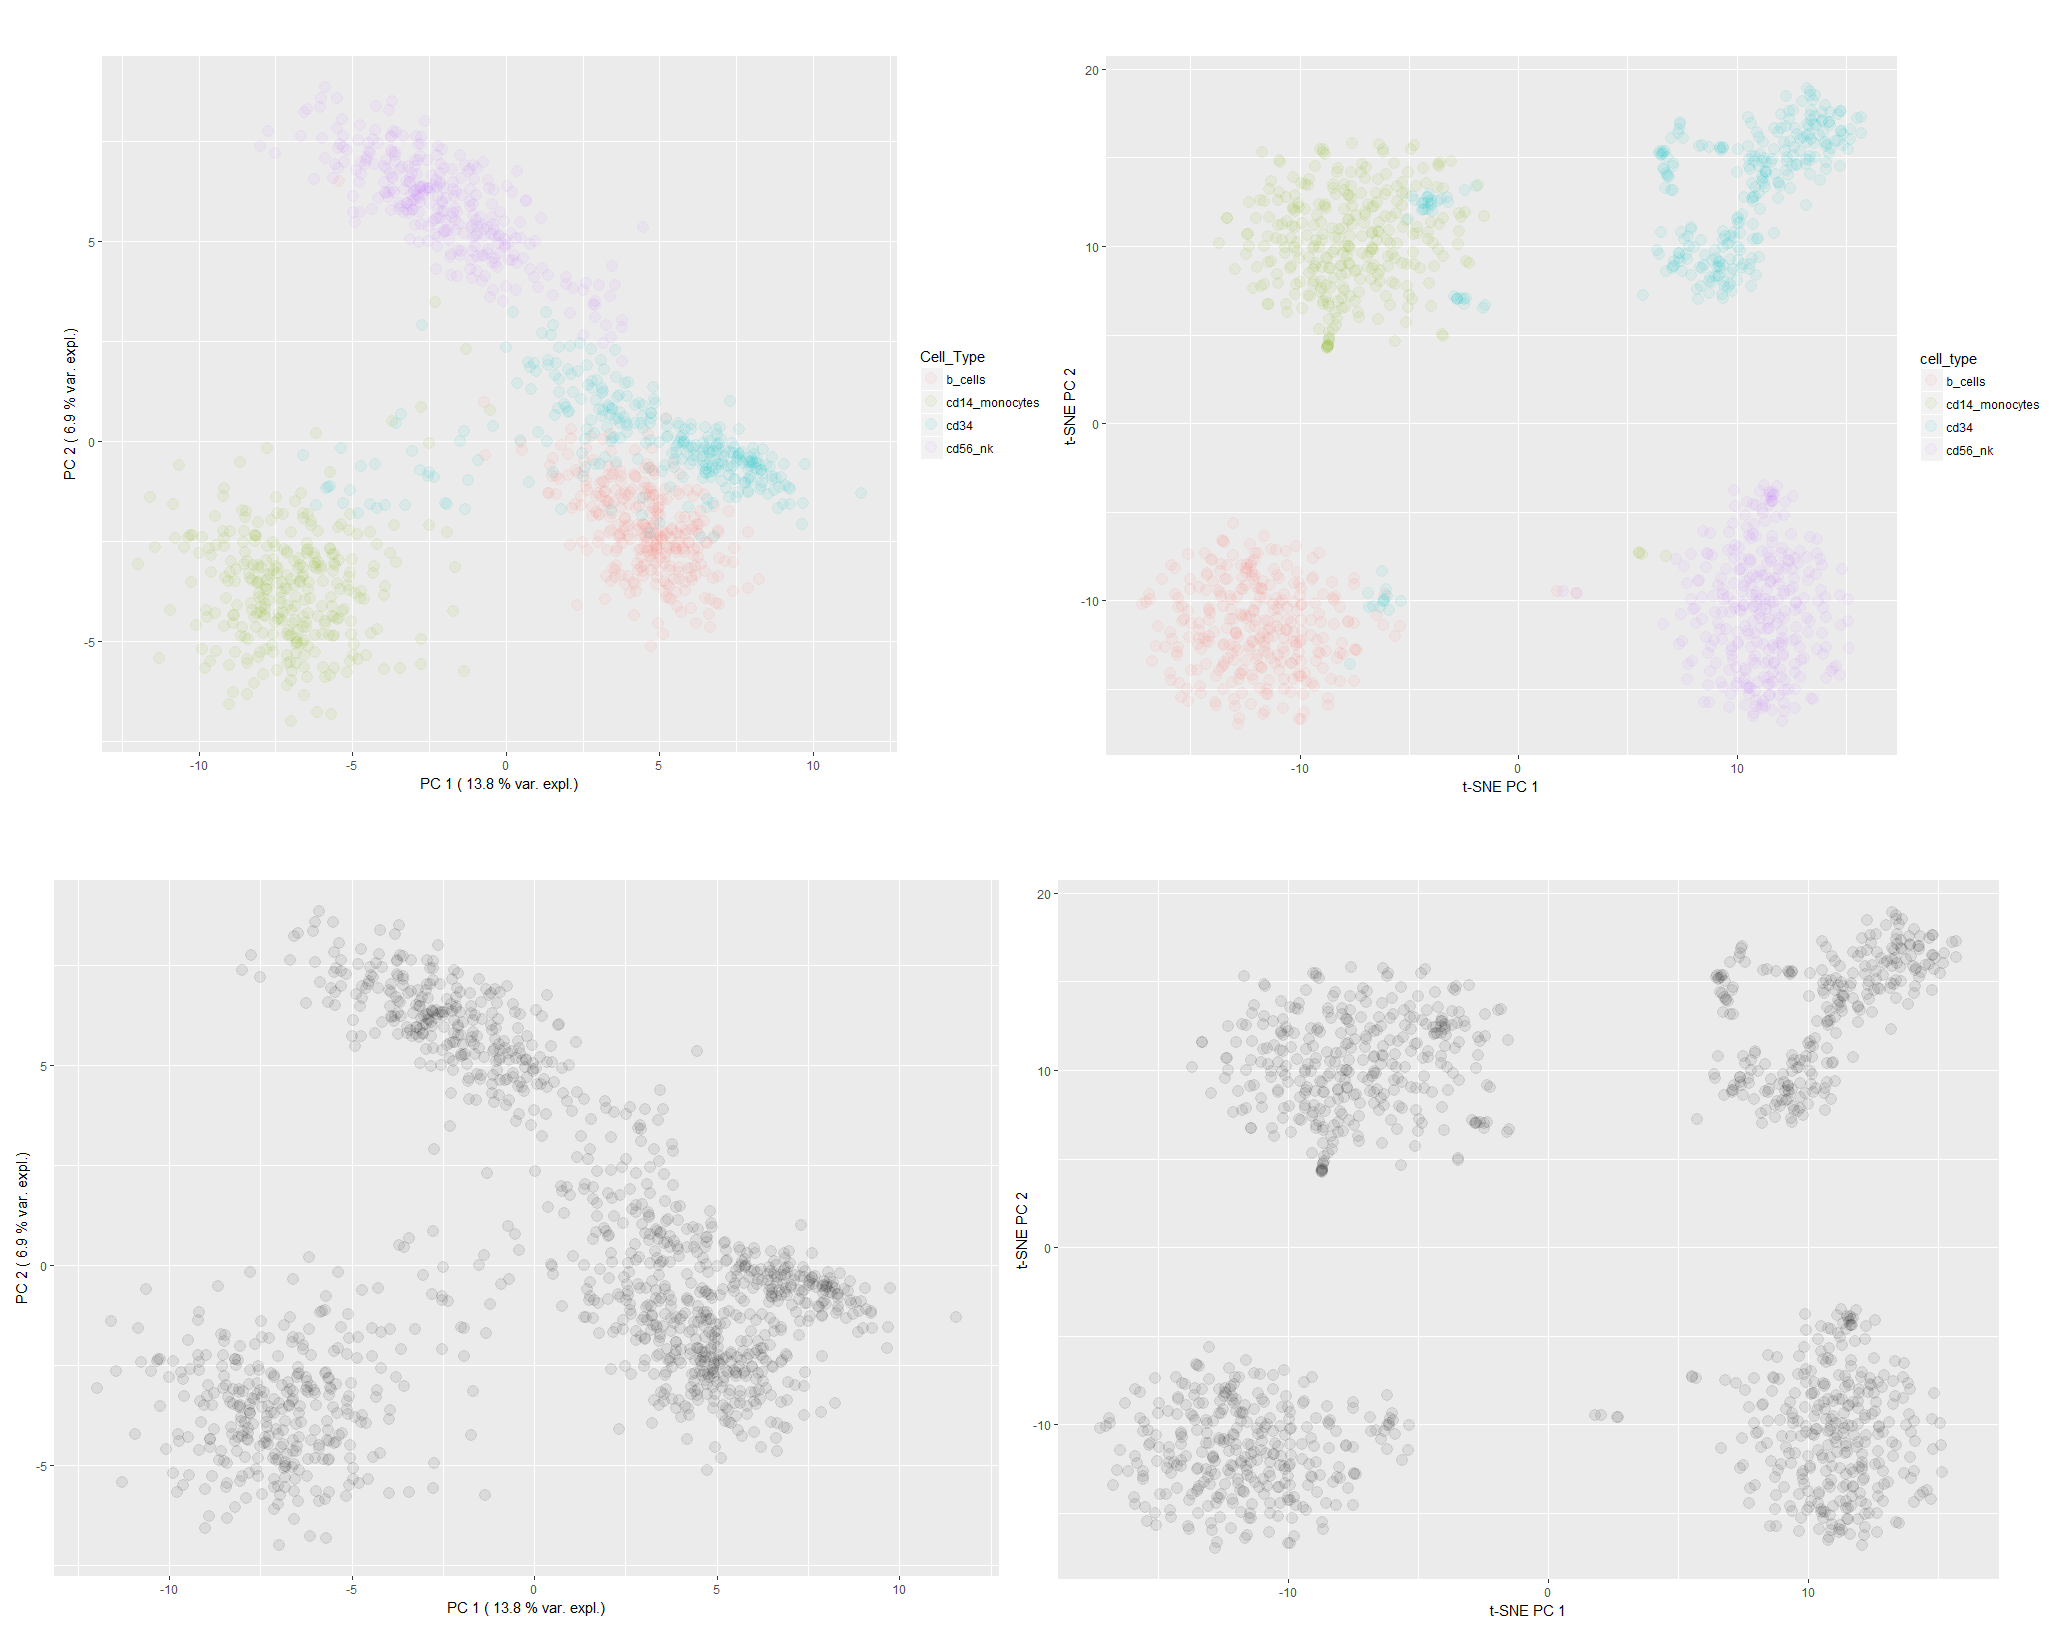 5
0
-5
-10
-5
0
5
10
PC 1 ( 13.8 % var. expl.)
PC 2 ( 6.9 % var. expl.)
Cell_Type
b_cells
cd14_monocytes
cd34
cd56_nk
20
10
0
-10
-10
0
10
t-SNE PC 1
t-SNE PC 2
cell_type
b_cells
cd14_monocytes
cd34
cd56_nk
5
0
-5
-10
-5
0
5
10
PC 1 ( 13.8 % var. expl.)
PC 2 ( 6.9 % var. expl.)
20
10
0
-10
-10
0
10
t-SNE PC 1
t-SNE PC 2